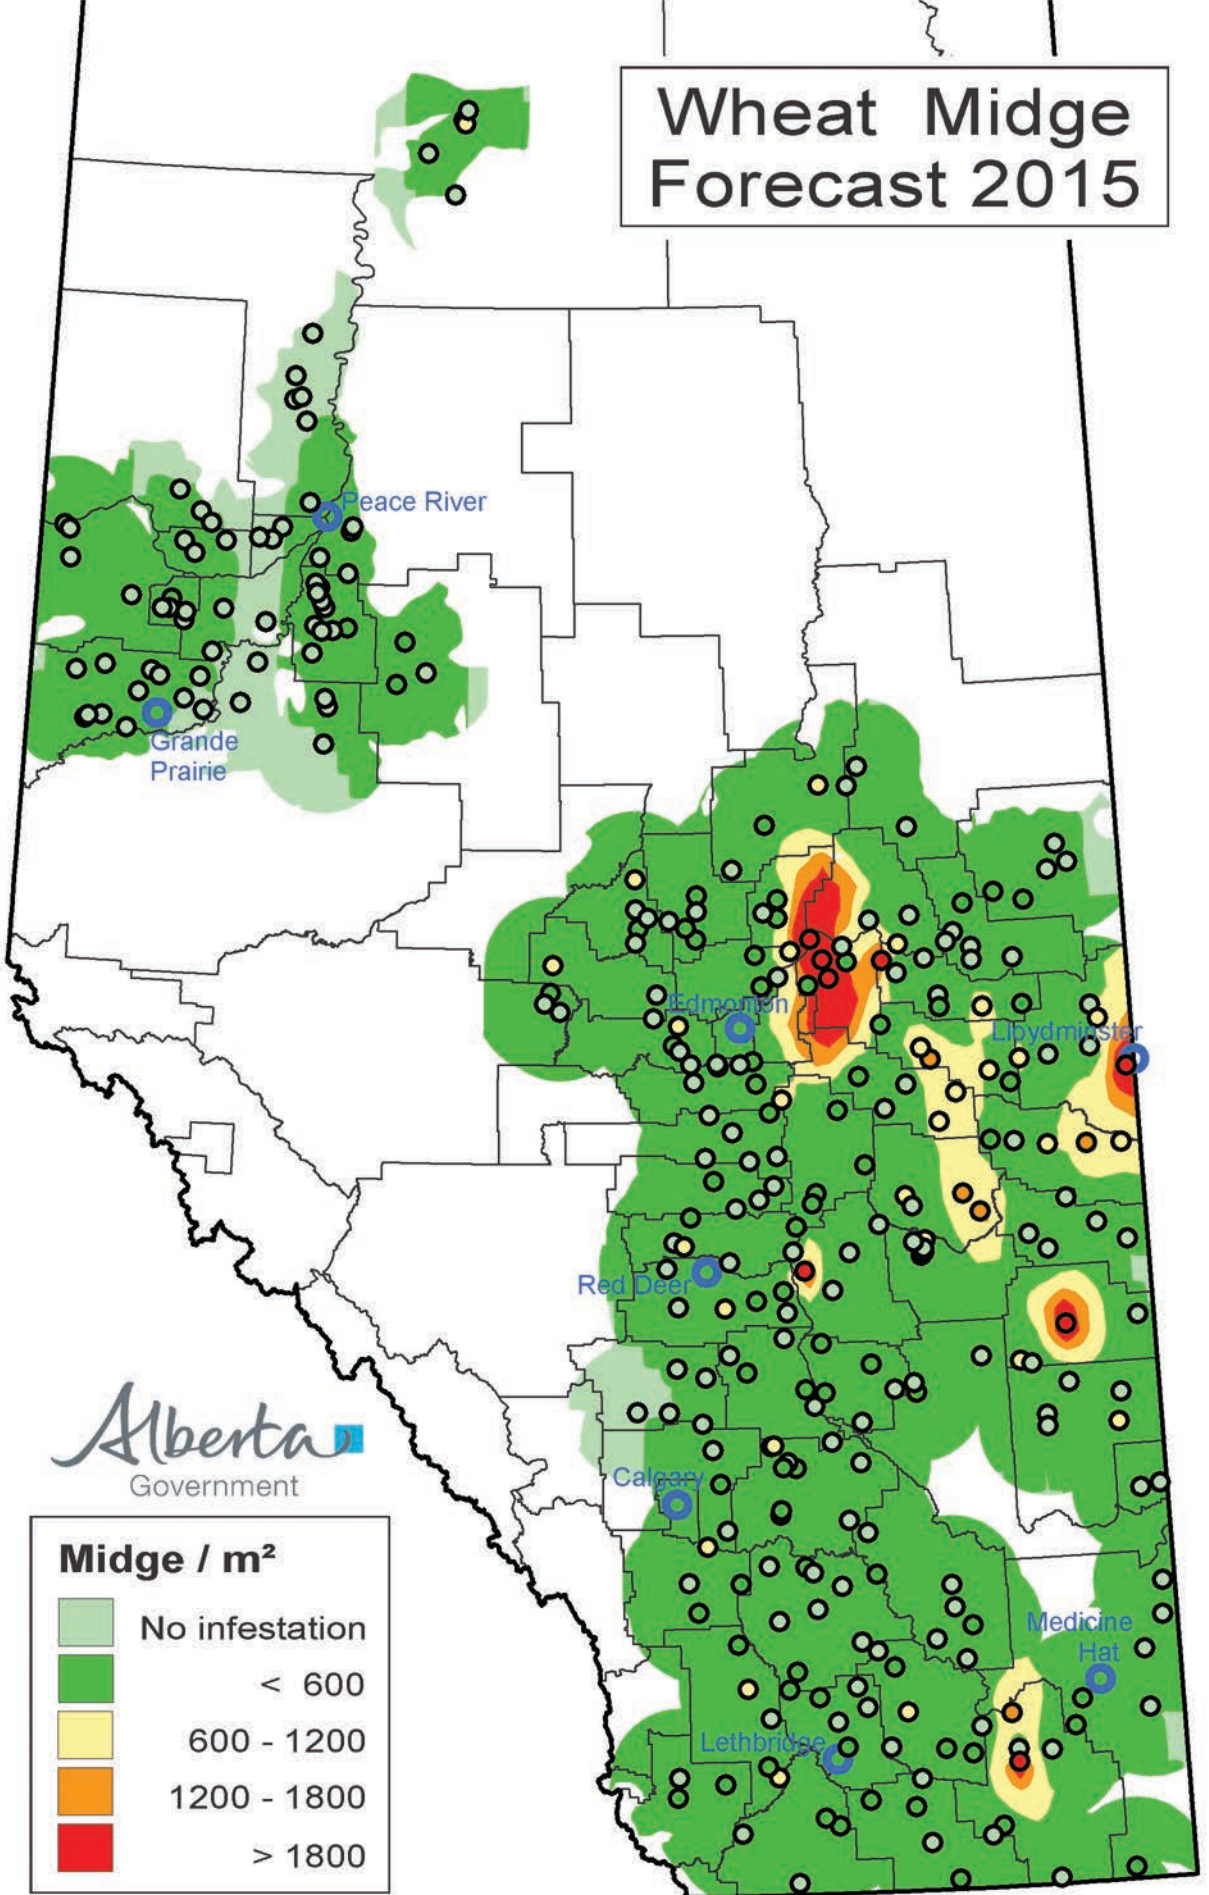 Wheat Midge
Forecast 2015
Peace River
Grande
Prairie
Edmonton
Lloydminster
Red Deer
Calgary
Medicine
Hat
Lethbridge
Alberta
Government
Midge / m²
No infestation
< 600
600 - 1200
1200 - 1800
> 1800